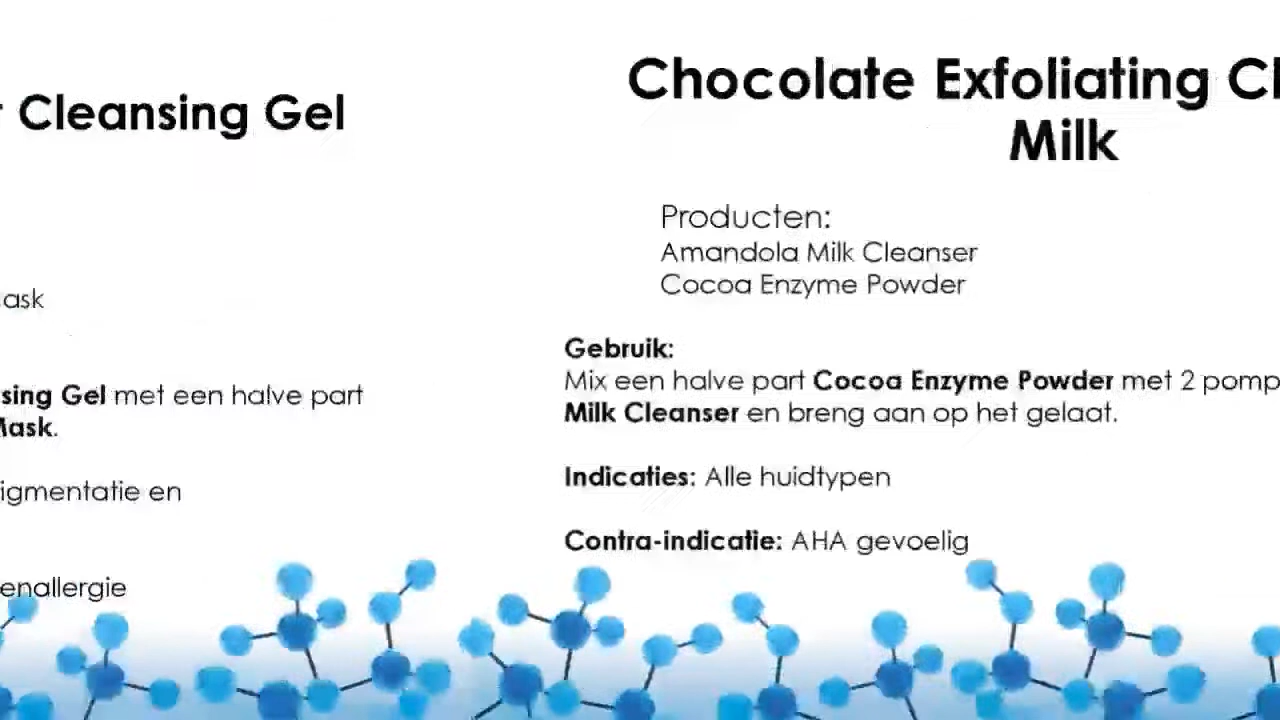 Cleansing Gel
ask
sing Gel met een halve part
ask.
igmentatie en
enallergie
Chocolate Exfoliating Cl
Milk
Producten:
Amandola Milk Cleanser
Cocoa Enzyme Powder
Gebruik:
Mix een halve part Cocoa Enzyme Powder met 2 pomp
Milk Cleanser en breng aan op het gelaat.
Indicaties: Alle huidtypen
Contra-indicatie: AHA gevoelig